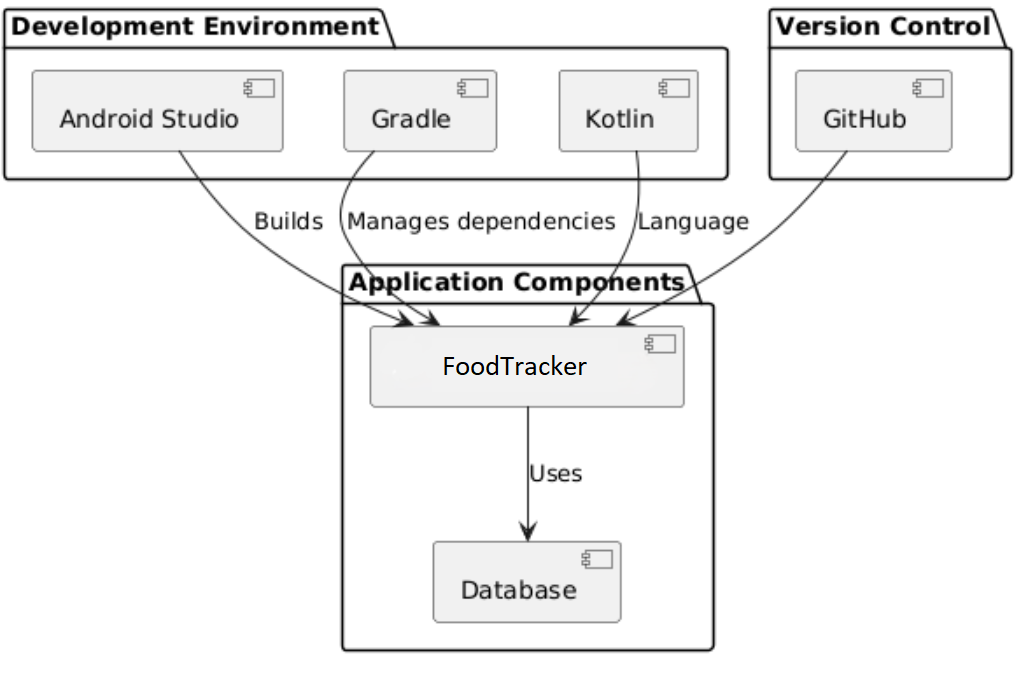 Development Environment
Version Control
Android Studio
Gradle
Kotlin
GitHub
Builds
Manages dependencies
Language
Application Components
FoodTracker
Uses
Database